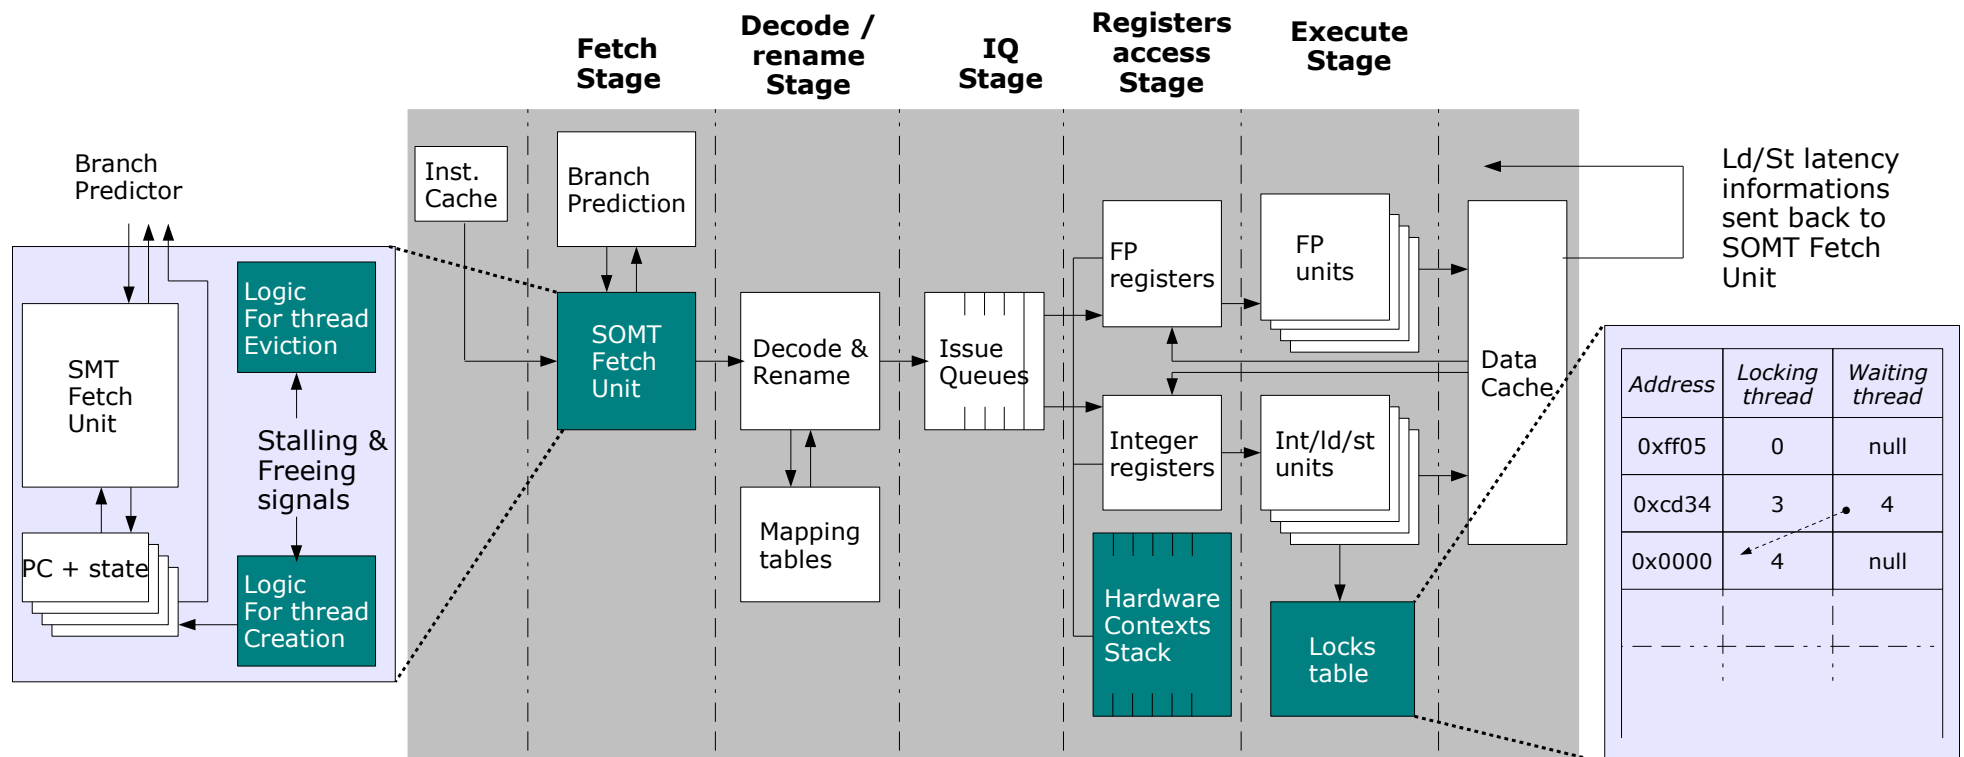 Fetch
Stage
Decode /
rename
Stage
IQ
Stage
Registers
access
Stage
Execute
Stage
Branch
Predictor
SMT
Fetch
Unit
PC + state
Logic
For thread
Eviction
Stalling &
Freeing
signals
Logic
For thread
Creation
Inst.
Cache
Branch
Prediction
SOMT
Fetch
Unit
Decode &
Rename
Mapping
tables
Issue
Queues
FP
registers
Integer
registers
Hardware
Contexts
Stack
FP
units
Int/ld/st
units
Locks
table
Data
Cache
Ld/St latency
informations
sent back to
SOMT Fetch
Unit
Address Locking thread Waiting thread
0xff05 0 null
0xcd34 3 4
0x0000 4 null